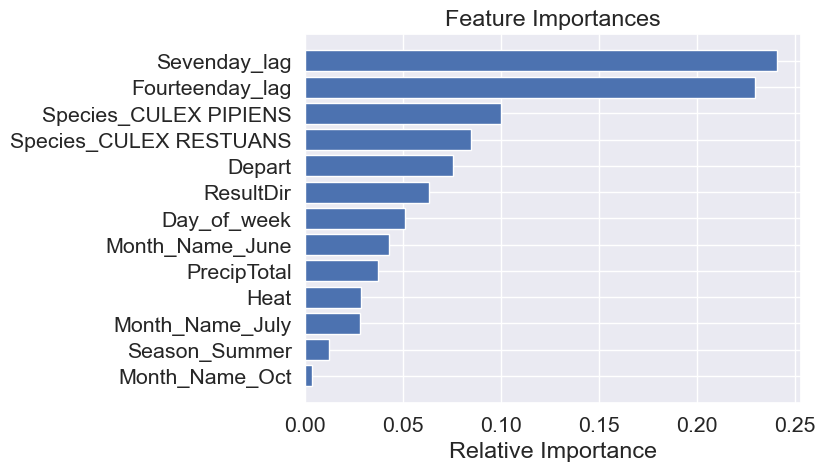 Feature Importances
Sevenday_lag
Fourteenday_lag
Species_CULEX PIPIENS
Species_CULEX RESTUANS
Depart
ResultDir
Day_of_week
Month_Name_June
PrecipTotal
Heat
Month_Name_July
Season_Summer
Month_Name_Oct
0.00 0.05 0.10 0.15 0.20 0.25
Relative Importance